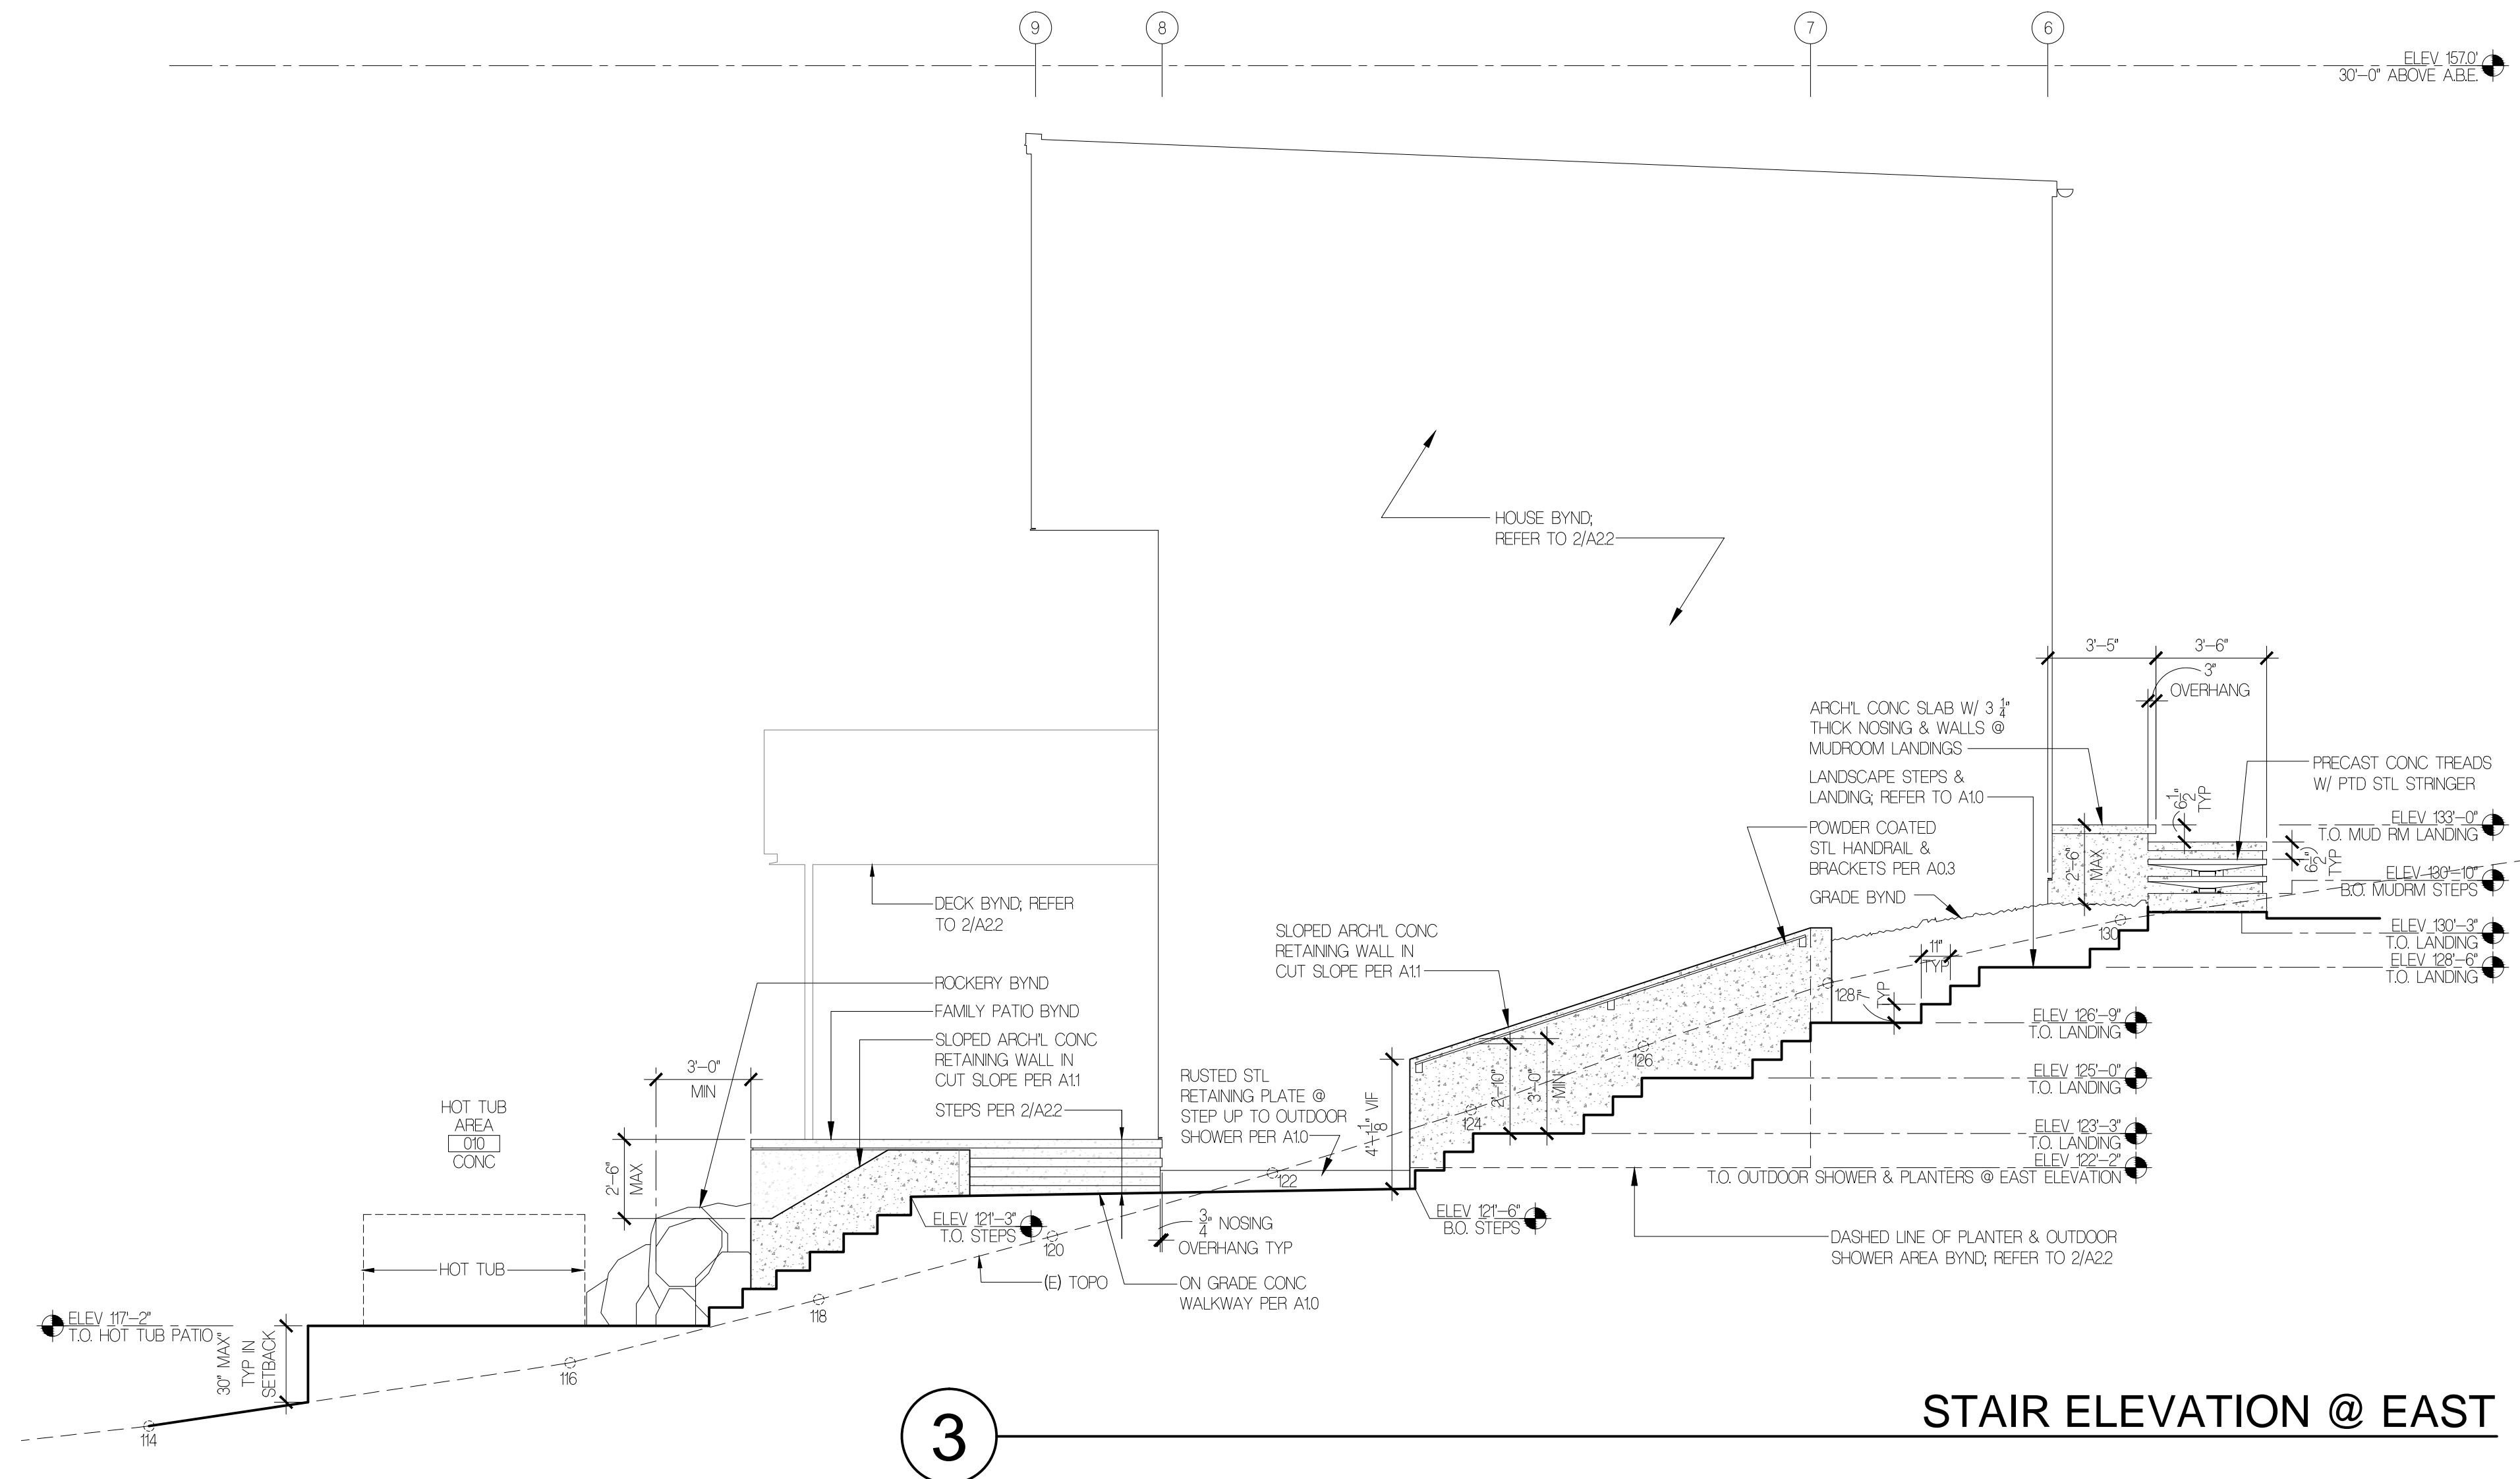 9
8
7
6
ELEV 157.0'
30'-0" ABOVE A.B.E.
HOUSE BYND;
REFER TO 2/A2.2
3'-5"
3'-6"
3"
OVERHANG
ARCH'L CONC SLAB W/ 3 1/4"
THICK NOSING & WALLS @
MUDROOM LANDINGS
LANDSCAPE STEPS &
LANDING; REFER TO A1.0
POWDER COATED
STL HANDRAIL &
BRACKETS PER A0.3
GRADE BYND
PRECAST CONC TREADS
W/ PTD STL STRINGER
6 1/2"
TYP
2'-6"
MAX
6 1/2"
TYP
ELEV 133'-0"
T.O. MUD RM LANDING
ELEV 130'-10"
B.O. MUDRM STEPS
ELEV 130'-3"
T.O. LANDING
ELEV 128'-6"
T.O. LANDING
ELEV 126'-9"
T.O. LANDING
ELEV 125'-0"
T.O. LANDING
ELEV 123'-3"
T.O. LANDING
ELEV 122'-2"
T.O. OUTDOOR SHOWER & PLANTERS @ EAST ELEVATION
DASHED LINE OF PLANTER & OUTDOOR
SHOWER AREA BYND; REFER TO 2/A2.2
11"
TYP
TYP
130
128
126
124
122
120
118
116
114
SLOPED ARCH'L CONC
RETAINING WALL IN
CUT SLOPE PER A1.1
2'-10"
3'-0"
MIN
4'-1 1/8" VIF
DECK BYND; REFER
TO 2/A2.2
ROCKERY BYND
FAMILY PATIO BYND
SLOPED ARCH'L CONC
RETAINING WALL IN
CUT SLOPE PER A1.1
STEPS PER 2/A2.2
RUSTED STL
RETAINING PLATE @
STEP UP TO OUTDOOR
SHOWER PER A1.0
3'-0"
MIN
2'-6"
MAX
HOT TUB
AREA
010
CONC
HOT TUB
ELEV 121'-3"
T.O. STEPS
ELEV 121'-6"
B.O. STEPS
3/4" NOSING
OVERHANG TYP
(E) TOPO
ON GRADE CONC
WALKWAY PER A1.0
ELEV 117'-2"
T.O. HOT TUB PATIO
30" MAX"
TYP IN
SETBACK
3
STAIR ELEVATION @ EAST